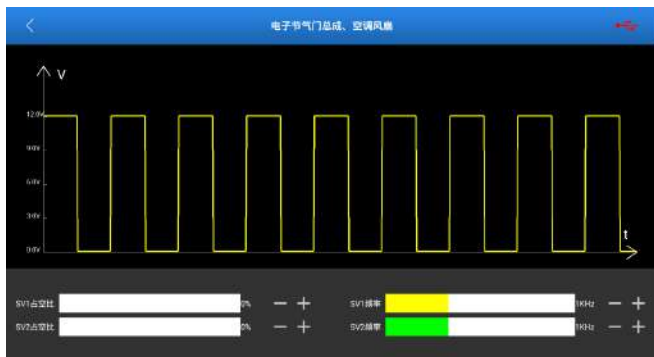 电子节气门总成、空调风扇
V
12.0V
9.0V
6.0V
3.0V
0.0V
t
SV1占空比 0% SV1频率 1KHz
SV2占空比 0% SV2频率 1KHz